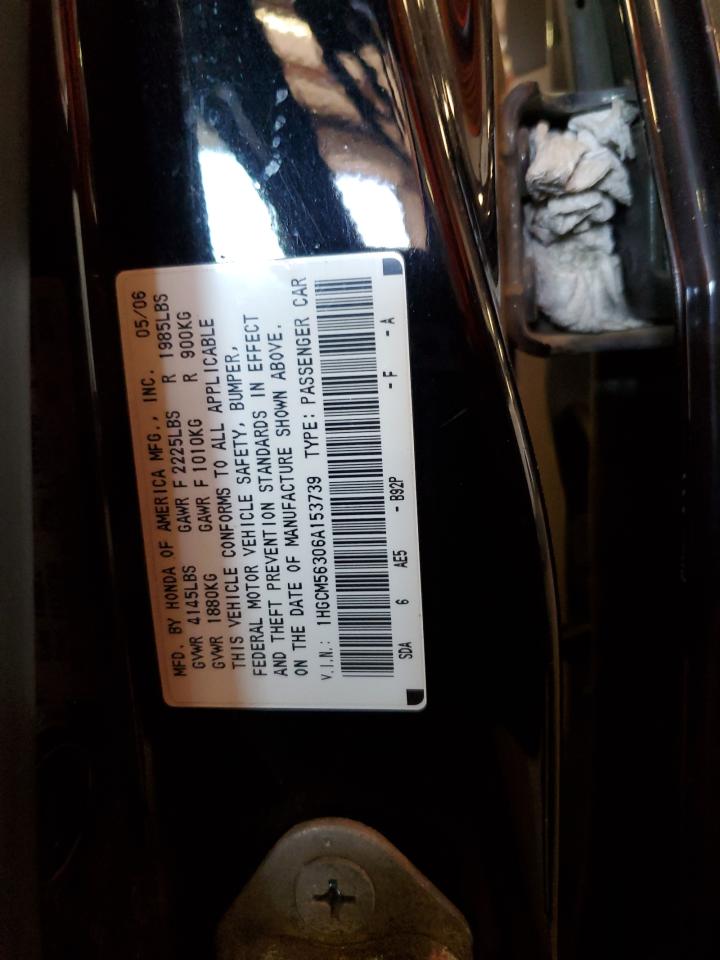 MFD. BY HONDA OF AMERICA MFG., INC. 05/06
GVWR 4145LBS GAWR F 2225LBS R 1985LBS
GVWR 1880KG GAWR F 1010KG R 900KG
THIS VEHICLE CONFORMS TO ALL APPLICABLE
FEDERAL MOTOR VEHICLE SAFETY, BUMPER,
AND THEFT PREVENTION STANDARDS IN EFFECT
ON THE DATE OF MANUFACTURE SHOWN ABOVE.
V.I.N.: 1HGCM56306A153739 TYPE: PASSENGER CAR
SDA 6 AE5 - B92P - F - A